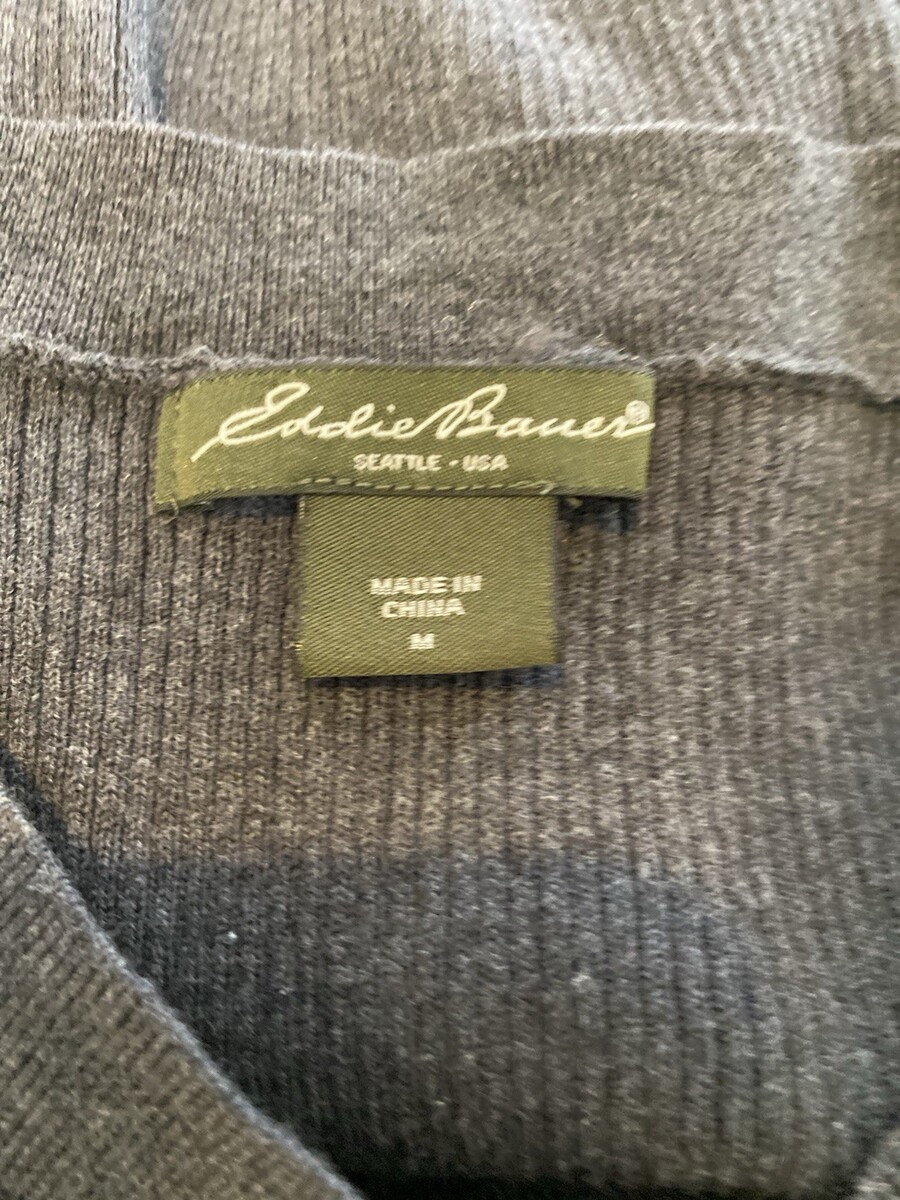 Eddie Bauer®
SEATTLE · USA
MADE IN
CHINA
M